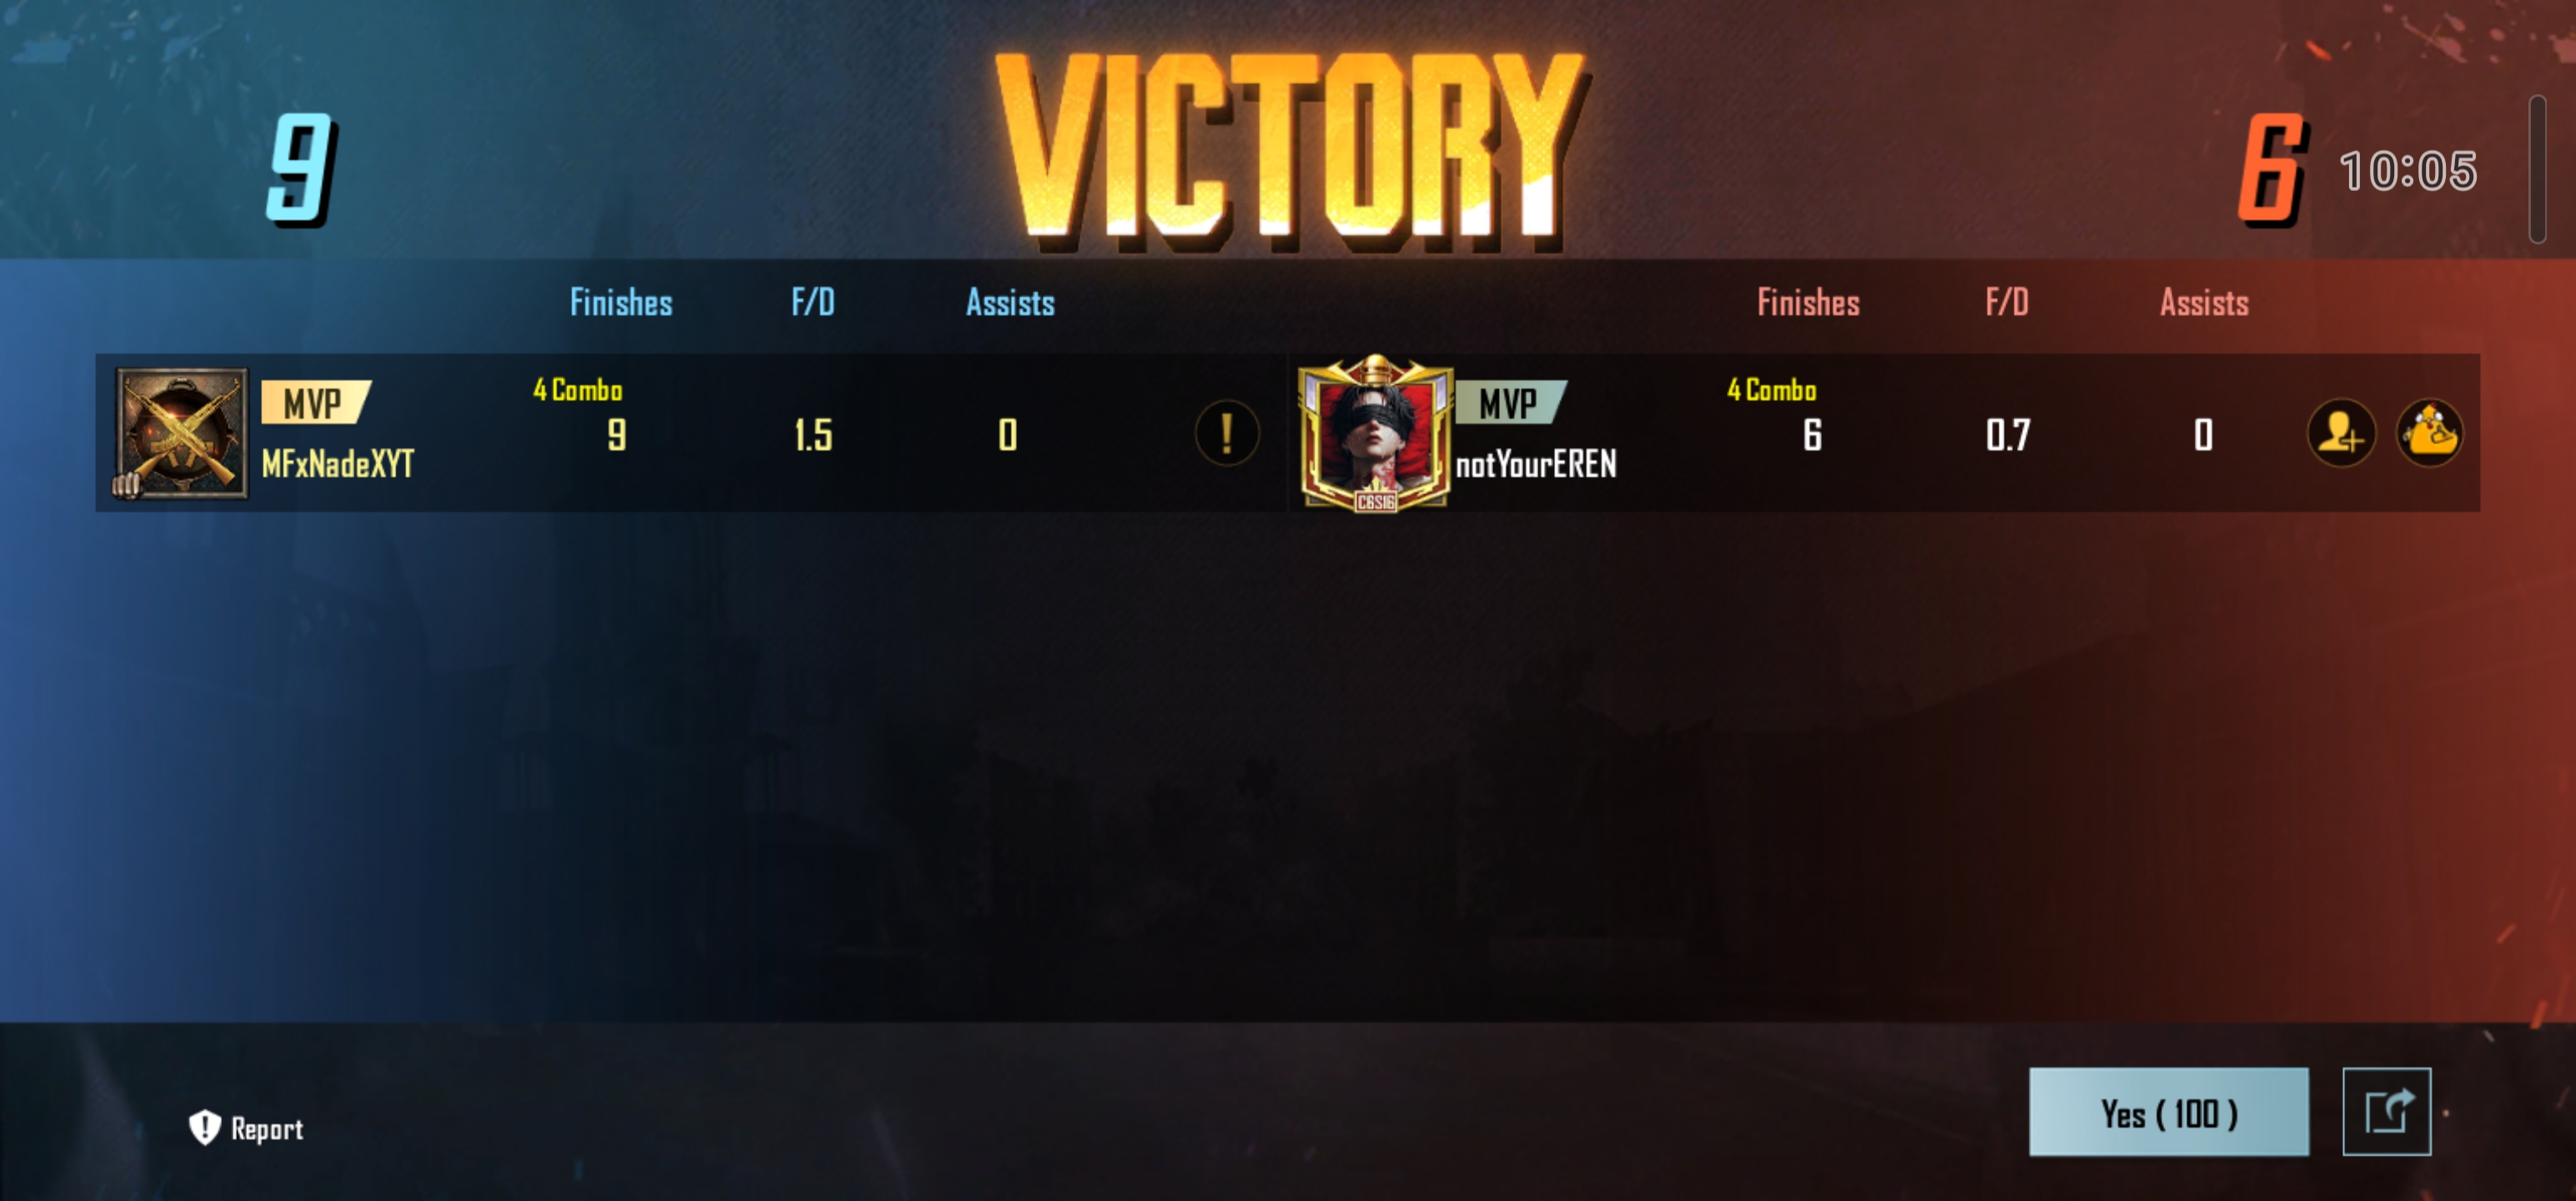 VICTORY
9
6
10:05
Finishes F/D Assists
Finishes F/D Assists
MVP
4 Combo
MFxNadeXYT
9 1.5 0
!
MVP
4 Combo
notYourEREN
6 0.7 0
C6S16
Report
Yes ( 100 )